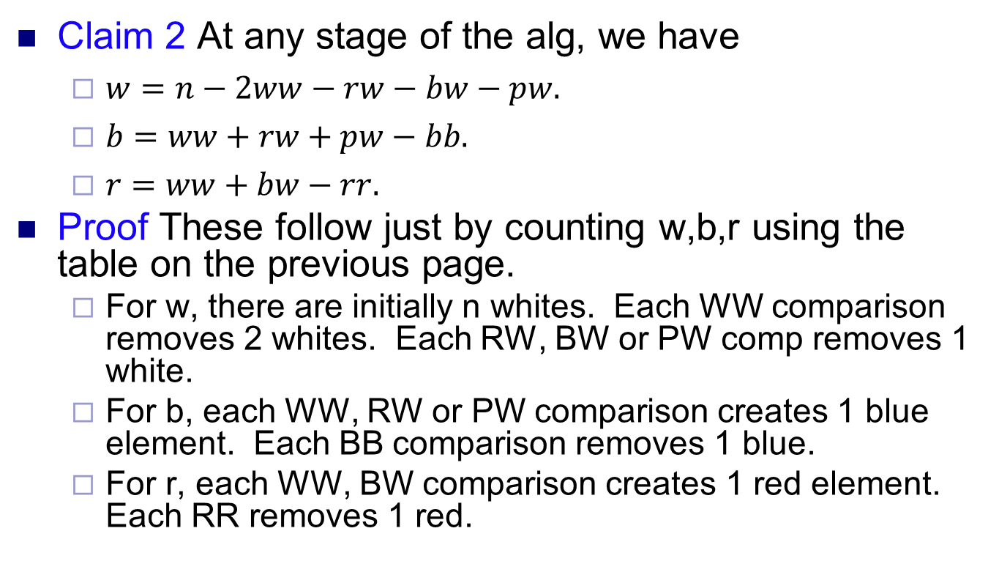 Claim 2 At any stage of the alg, we have
w = n − 2ww − rw − bw − pw.
b = ww + rw + pw − bb.
r = ww + bw − rr.
Proof These follow just by counting w,b,r using the
table on the previous page.
For w, there are initially n whites.  Each WW comparison
removes 2 whites.  Each RW, BW or PW comp removes 1
white.
For b, each WW, RW or PW comparison creates 1 blue
element.  Each BB comparison removes 1 blue.
For r, each WW, BW comparison creates 1 red element.
Each RR removes 1 red.